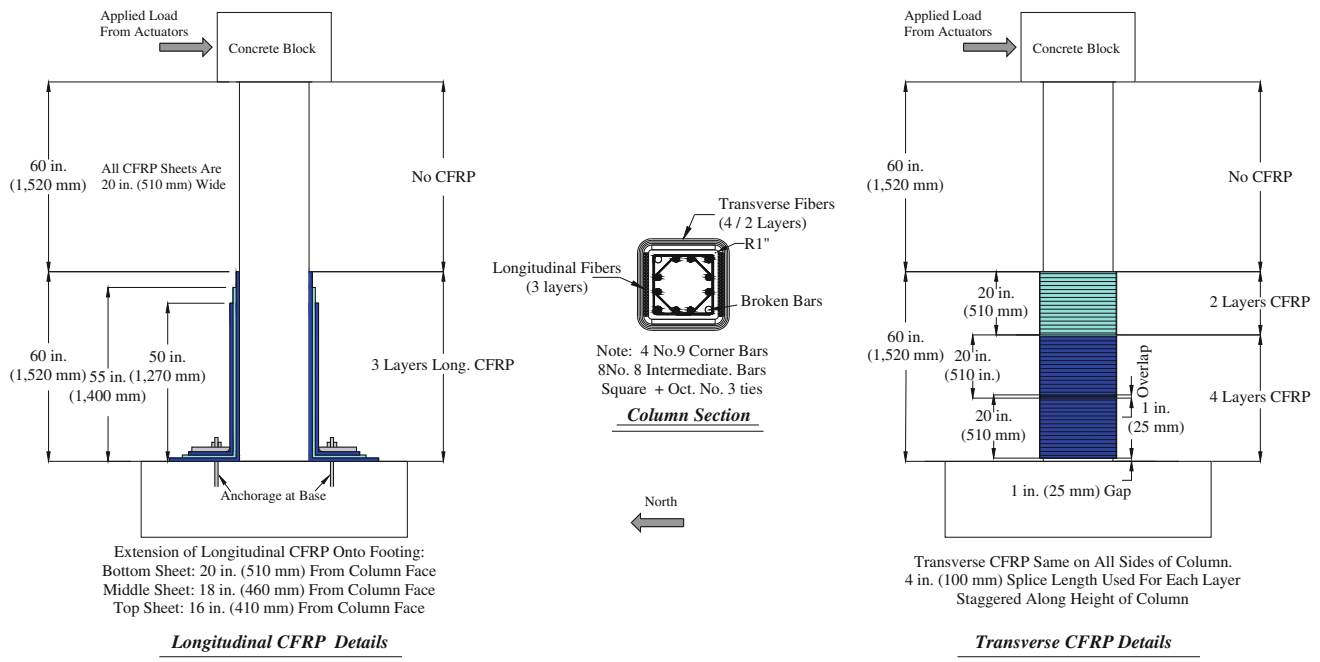 Applied Load
From Actuators
Concrete Block
60 in.
(1,520 mm)
All CFRP Sheets Are
20 in. (510 mm) Wide
No CFRP
60 in.
(1,520 mm)
55 in.
(1,400 mm)
50 in.
(1,270 mm)
3 Layers Long. CFRP
Anchorage at Base
Extension of Longitudinal CFRP Onto Footing:
Bottom Sheet: 20 in. (510 mm) From Column Face
Middle Sheet: 18 in. (460 mm) From Column Face
Top Sheet: 16 in. (410 mm) From Column Face
Longitudinal CFRP Details
Transverse Fibers
(4 / 2 Layers)
R1"
Longitudinal Fibers
(3 layers)
Broken Bars
Note: 4 No.9 Corner Bars
8No. 8 Intermediate. Bars
Square + Oct. No. 3 ties
Column Section
North
Applied Load
From Actuators
Concrete Block
60 in.
(1,520 mm)
No CFRP
20 in.
(510 mm)
2 Layers CFRP
60 in.
(1,520 mm)
20 in.
(510 in.)
Overlap
4 Layers CFRP
20 in.
(510 mm)
1 in.
(25 mm)
1 in. (25 mm) Gap
Transverse CFRP Same on All Sides of Column.
4 in. (100 mm) Splice Length Used For Each Layer
Staggered Along Height of Column
Transverse CFRP Details